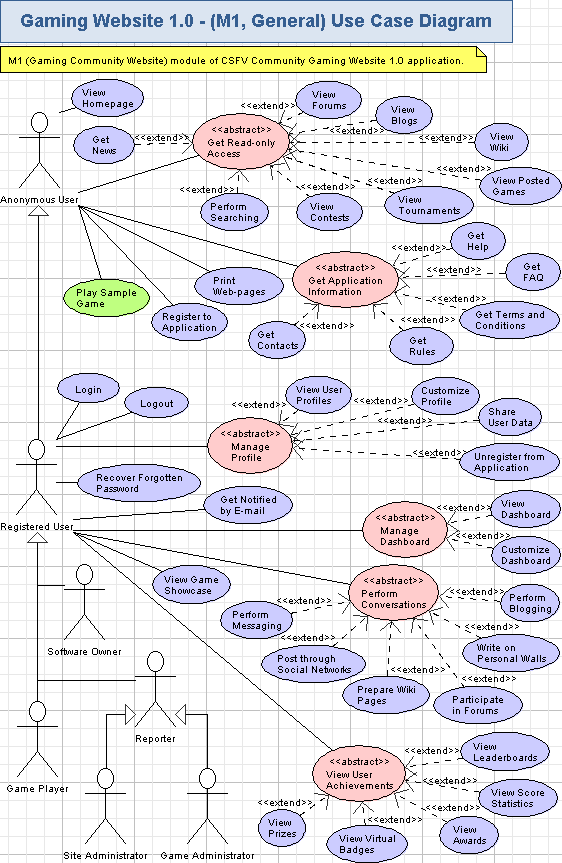 Gaming Website 1.0 - (M1, General) Use Case Diagram
M1 (Gaming Community Website) module of CSFV Community Gaming Website 1.0 application.
View
Homepage
View
Forums
<<extend>>
View
Blogs
<<extend>>
Get
News
<<extend>>
<<abstract>>
Get Read-only
Access
<<extend>>
View
Wiki
<<extend>>
View Posted
Games
<<extend>>
Perform
Searching
<<extend>>
View
Contests
<<extend>>
View
Tournaments
Anonymous User
Play Sample
Game
Register to
Application
Print
Web-pages
<<abstract>>
Get Application
Information
<<extend>>
Get
Help
<<extend>>
Get
FAQ
<<extend>>
Get Terms and
Conditions
<<extend>>
Get
Contacts
<<extend>>
Get
Rules
Login
Logout
<<abstract>>
Manage
Profile
<<extend>>
View User
Profiles
<<extend>>
Customize
Profile
<<extend>>
Share
User Data
<<extend>>
Unregister from
Application
Recover Forgotten
Password
Get Notified
by E-mail
Registered User
<<abstract>>
Manage
Dashboard
<<extend>>
View
Dashboard
<<extend>>
Customize
Dashboard
View Game
Showcase
<<abstract>>
Perform
Conversations
<<extend>>
Perform
Messaging
<<extend>>
Perform
Blogging
<<extend>>
Post through
Social Networks
<<extend>>
Write on
Personal Walls
<<extend>>
Prepare Wiki
Pages
<<extend>>
Participate
in Forums
Software Owner
Reporter
Game Player
Site Administrator
Game Administrator
<<abstract>>
View User
Achievements
<<extend>>
View
Leaderboards
<<extend>>
View Score
Statistics
<<extend>>
View
Prizes
<<extend>>
View Virtual
Badges
<<extend>>
View
Awards